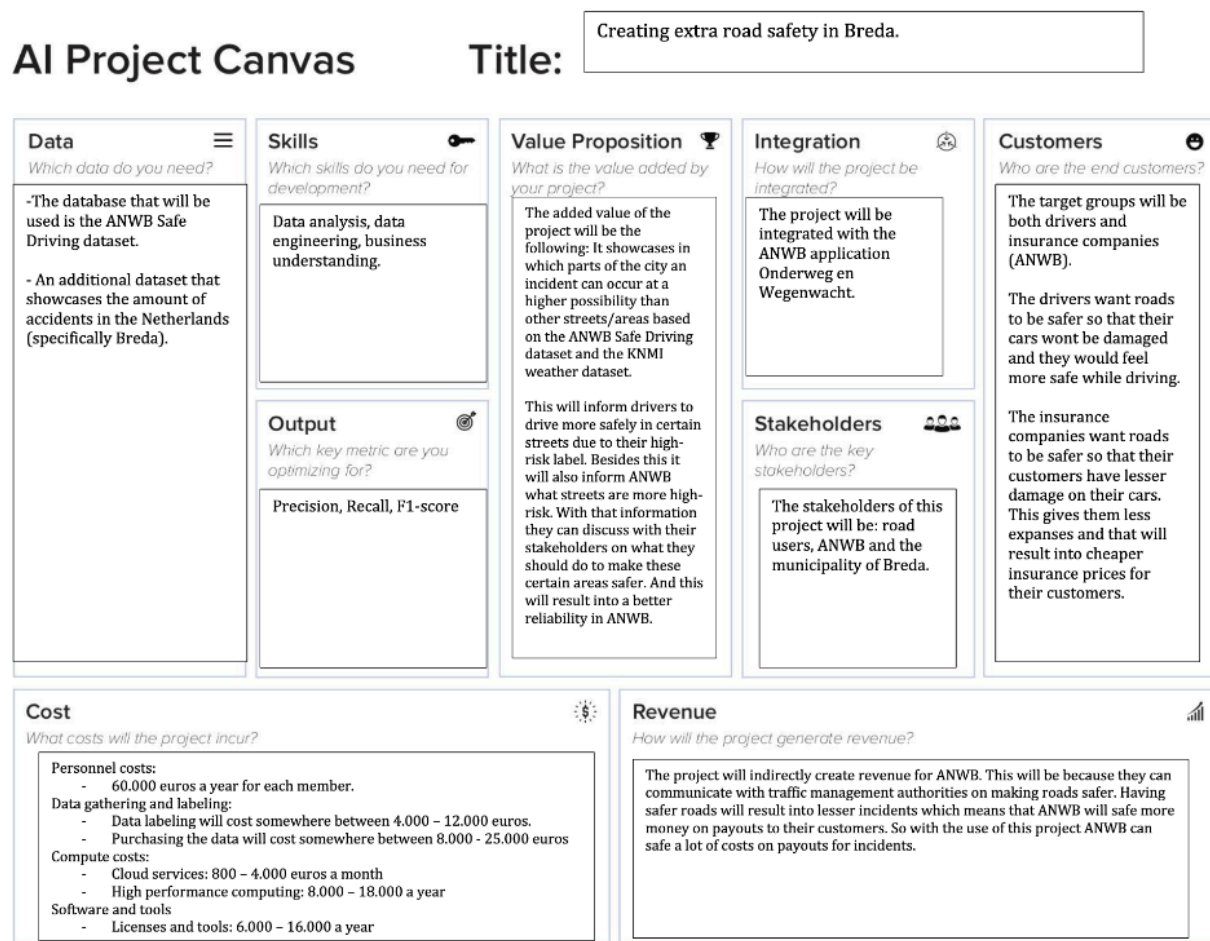 Creating extra road safety in Breda.
AI Project Canvas
Title:
Data
Which data do you need?
-The database that will be
used is the ANWB Safe
Driving dataset.
- An additional dataset that
showcases the amount of
accidents in the Netherlands
(specifically Breda).
Skills
Which skills do you need for
development?
Data analysis, data
engineering, business
understanding.
Output
Which key metric are you
optimizing for?
Precision, Recall, F1-score
Value Proposition
What is the value added by
your project?
The added value of the
project will be the
following: It showcases in
which parts of the city an
incident can occur at a
higher possibility than
other streets/areas based
on the ANWB Safe Driving
dataset and the KNMI
weather dataset.
This will inform drivers to
drive more safely in certain
streets due to their high-
risk label. Besides this it
will also inform ANWB
what streets are more high-
risk. With that information
they can discuss with their
stakeholders on what they
should do to make these
certain areas safer. And this
will result into a better
reliability in ANWB.
Integration
How will the project be
integrated?
The project will be
integrated with the
ANWB application
Onderweg en
Wegenwacht.
Stakeholders
Who are the key
stakeholders?
The stakeholders of this
project will be: road
users, ANWB and the
municipality of Breda.
Customers
Who are the end customers?
The target groups will be
both drivers and
insurance companies
(ANWB).
The drivers want roads
to be safer so that their
cars wont be damaged
and they would feel
more safe while driving.
The insurance
companies want roads
to be safer so that their
customers have lesser
damage on their cars.
This gives them less
expanses and that will
result into cheaper
insurance prices for
their customers.
Cost
What costs will the project incur?
Personnel costs:
- 60.000 euros a year for each member.
Data gathering and labeling:
- Data labeling will cost somewhere between 4.000 – 12.000 euros.
- Purchasing the data will cost somewhere between 8.000 - 25.000 euros
Compute costs:
- Cloud services: 800 – 4.000 euros a month
- High performance computing: 8.000 – 18.000 a year
Software and tools
- Licenses and tools: 6.000 – 16.000 a year
Revenue
How will the project generate revenue?
The project will indirectly create revenue for ANWB. This will be because they can
communicate with traffic management authorities on making roads safer. Having
safer roads will result into lesser incidents which means that ANWB will safe more
money on payouts to their customers. So with the use of this project ANWB can
safe a lot of costs on payouts for incidents.